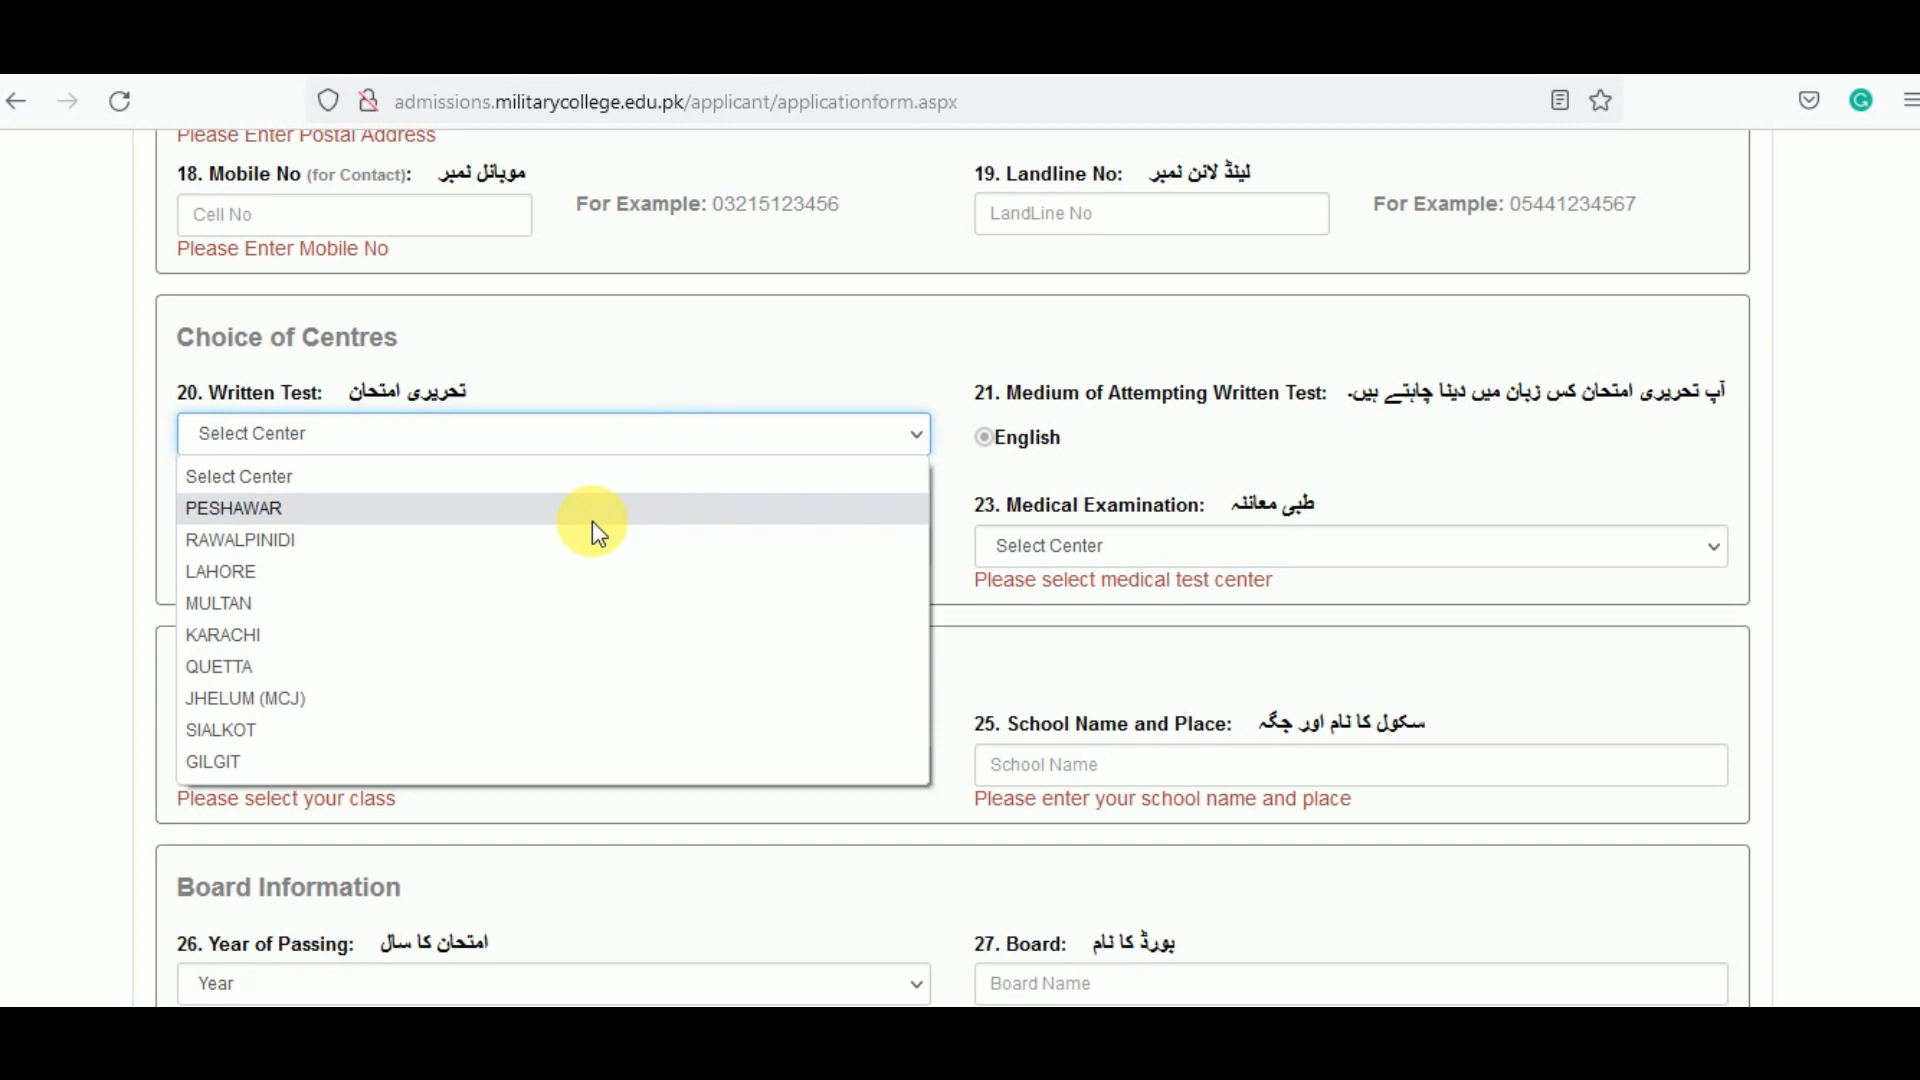 admissions.militarycollege.edu.pk/applicant/applicationform.aspx
Please Enter Postal Address
18. Mobile No (for Contact): موبائل نمبر
Cell No
For Example: 03215123456
Please Enter Mobile No
19. Landline No: لینڈ لائن نمبر
LandLine No
For Example: 05441234567
Choice of Centres
20. Written Test: تحریری امتحان
Select Center
Select Center
PESHAWAR
RAWALPINIDI
LAHORE
MULTAN
KARACHI
QUETTA
JHELUM (MCJ)
SIALKOT
GILGIT
21. Medium of Attempting Written Test: آپ تحریری امتحان کس زبان میں دینا چاہتے ہیں۔
English
23. Medical Examination: طبی معائنہ
Select Center
Please select medical test center
Please select your class
25. School Name and Place: سکول کا نام اور جگہ
School Name
Please enter your school name and place
Board Information
26. Year of Passing: امتحان کا سال
Year
27. Board: بورڈ کا نام
Board Name